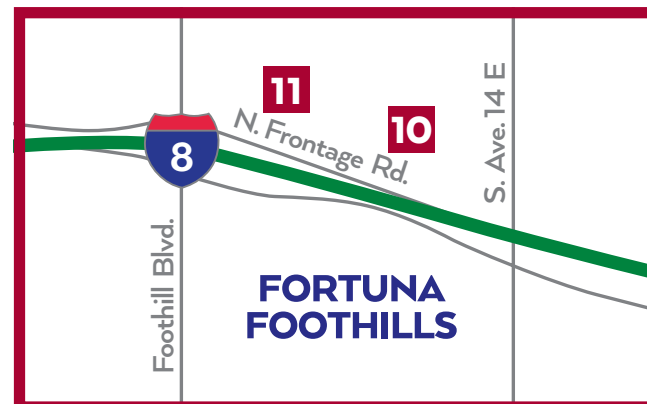 11
10
N. Frontage Rd.
S. Ave. 14 E
8
Foothill Blvd.
FORTUNA
FOOTHILLS